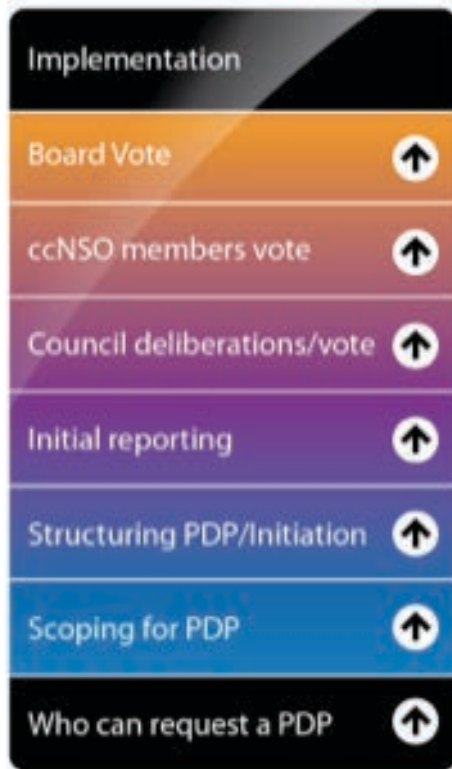 Implementation
Board Vote
ccNSO members vote
Council deliberations/vote
Initial reporting
Structuring PDP/Initiation
Scoping for PDP
Who can request a PDP